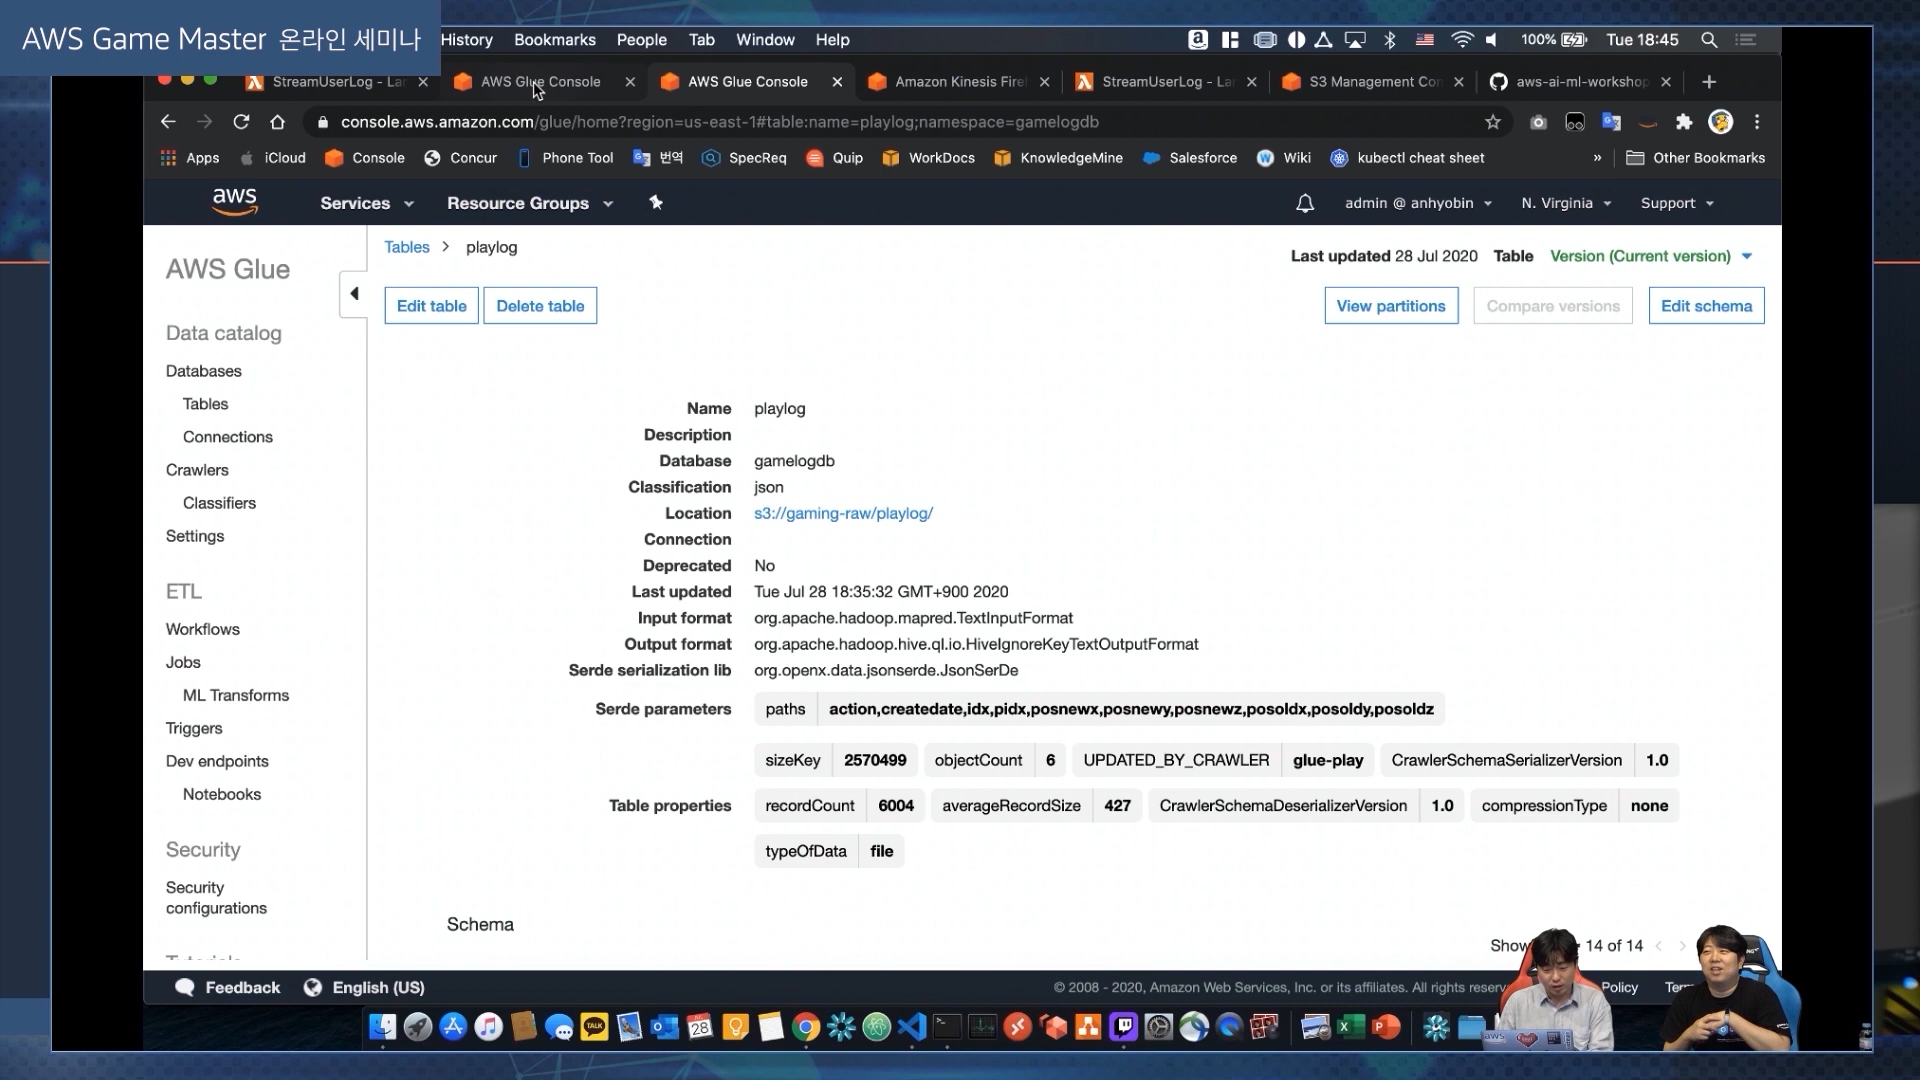 AWS Game Master 온라인 세미나
History Bookmarks People Tab Window Help
100% Tue 18:45
StreamUserLog - La
AWS Glue Console
AWS Glue Console
Amazon Kinesis Fire
StreamUserLog - La
S3 Management Con
aws-ai-ml-workshop
console.aws.amazon.com/glue/home?region=us-east-1#table:name=playlog;namespace=gamelogdb
Apps iCloud Console Concur Phone Tool 번역 SpecReq Quip WorkDocs KnowledgeMine Salesforce Wiki kubectl cheat sheet » Other Bookmarks
aws Services Resource Groups admin @ anhyobin N. Virginia Support
AWS Glue
Data catalog
Databases
Tables
Connections
Crawlers
Classifiers
Settings
ETL
Workflows
Jobs
ML Transforms
Triggers
Dev endpoints
Notebooks
Security
Security
configurations
Tutorials
Tables > playlog
Last updated 28 Jul 2020 Table Version (Current version)
Edit table Delete table View partitions Compare versions Edit schema
Name playlog
Description
Database gamelogdb
Classification json
Location s3://gaming-raw/playlog/
Connection
Deprecated No
Last updated Tue Jul 28 18:35:32 GMT+900 2020
Input format org.apache.hadoop.mapred.TextInputFormat
Output format org.apache.hadoop.hive.ql.io.HiveIgnoreKeyTextOutputFormat
Serde serialization lib org.openx.data.jsonserde.JsonSerDe
Serde parameters paths action,createdate,idx,pidx,posnewx,posnewy,posnewz,posoldx,posoldy,posoldz
sizeKey 2570499 objectCount 6 UPDATED_BY_CRAWLER glue-play CrawlerSchemaSerializerVersion 1.0
Table properties recordCount 6004 averageRecordSize 427 CrawlerSchemaDeserializerVersion 1.0 compressionType none
typeOfData file
Schema
Show 14 of 14
Feedback English (US)
© 2008 - 2020, Amazon Web Services, Inc. or its affiliates. All rights reserv Policy Ter
TALK
28
aws